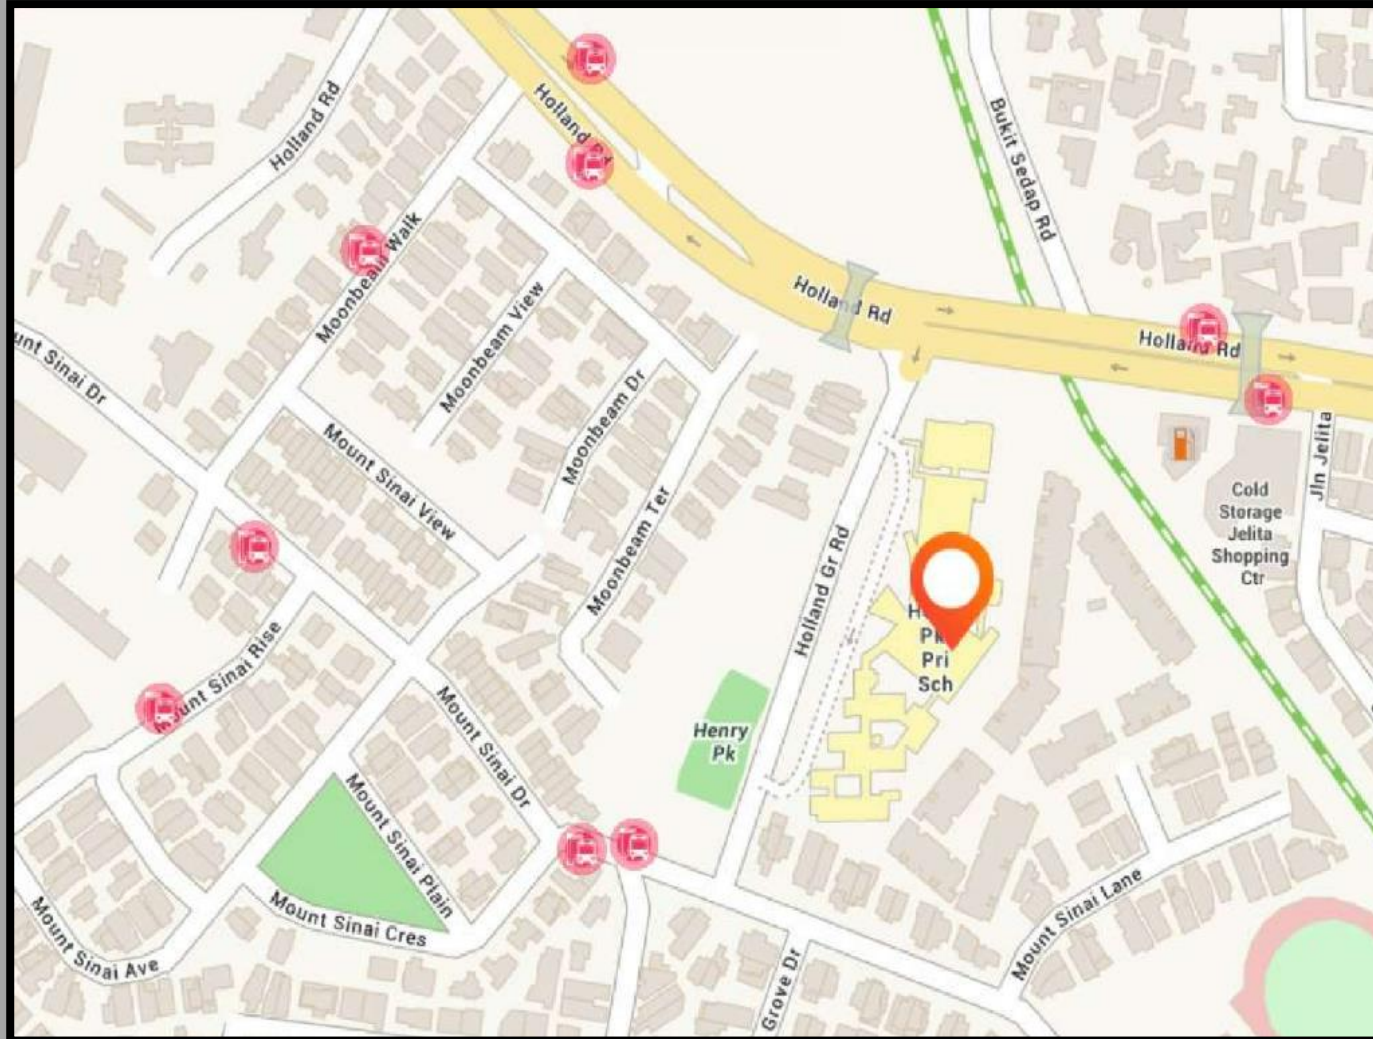 Holland Rd
Holland Rd
Bukit Sedap Rd
Moonbeam Walk
Moonbeam View
Holland Rd
Holland Rd
unt Sinai Dr
Moonbeam Dr
Mount Sinai View
Moonbeam Ter
Jln Jelita
Cold
Storage
Jelita
Shopping
Ctr
Holland Gr Rd
H
Pk
Pri
Sch
Mount Sinai Rise
Mount Sinai Dr
Henry
Pk
Mount Sinai Plain
Mount Sinai Cres
Mount Sinai Ave
Mount Sinai Lane
Grove Dr